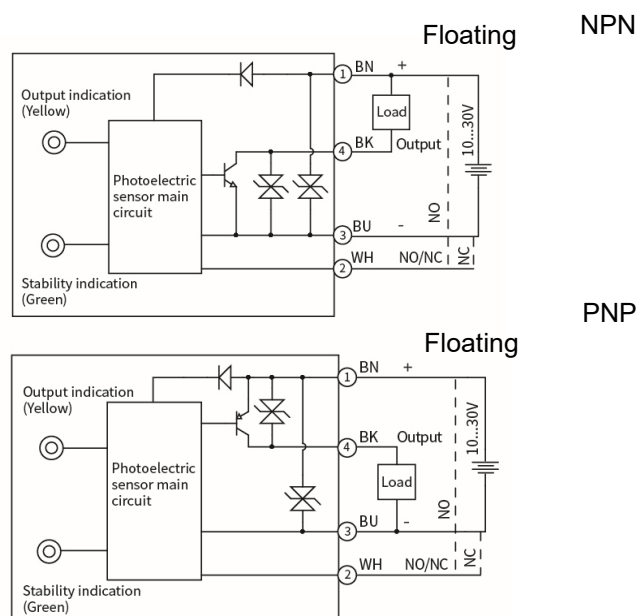 Floating
NPN
Output indication
(Yellow)
Photoelectric
sensor main
circuit
Stability indication
(Green)
1 BN +
Load
4 BK Output
10...30V
3 BU -
NO
2 WH NO/NC
NC
PNP
Floating
Output indication
(Yellow)
Photoelectric
sensor main
circuit
Stability indication
(Green)
1 BN +
4 BK Output
10...30V
Load
NO
3 BU -
2 WH NO/NC
NC